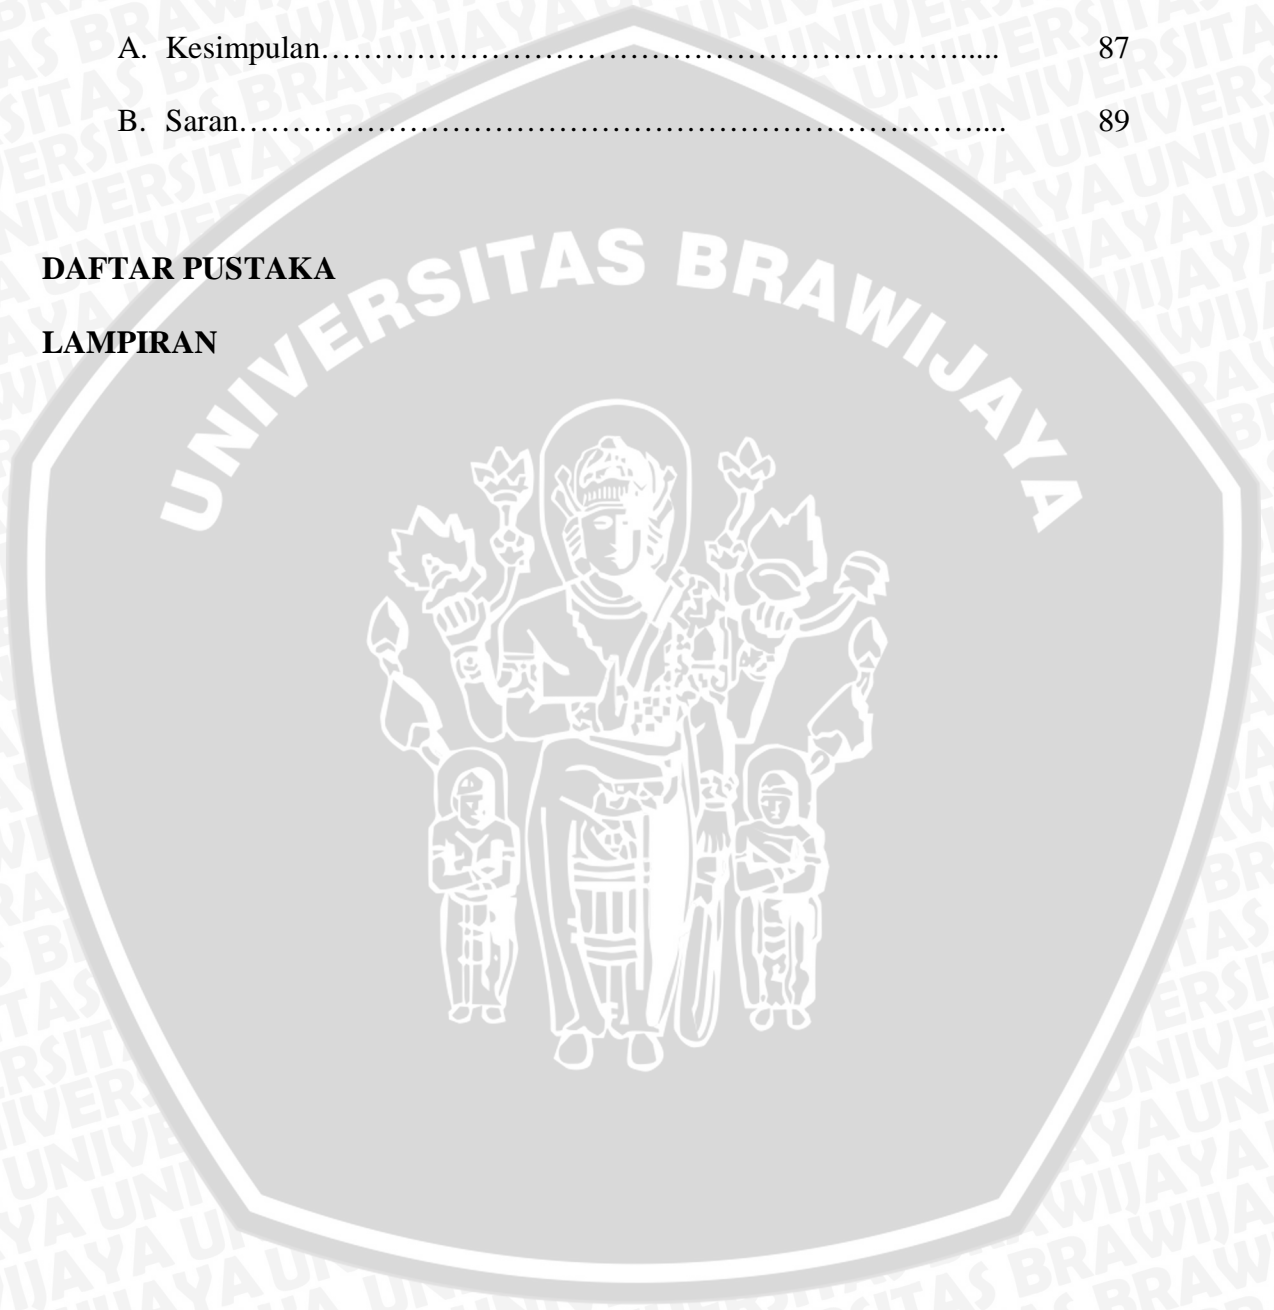 A. Kesimpulan……………………………………………………………..... 87
B. Saran…………………………………………………………………..... 89
DAFTAR PUSTAKA
LAMPIRAN
UNIVERSITAS BRAWIJAYA